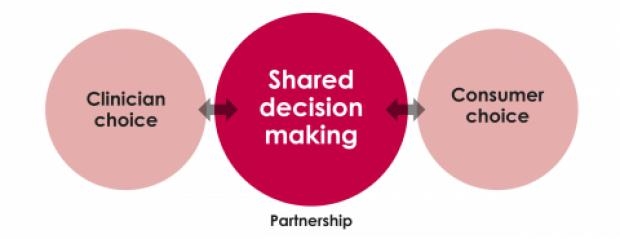 Clinician
choice
Shared
decision
making
Consumer
choice
Partnership